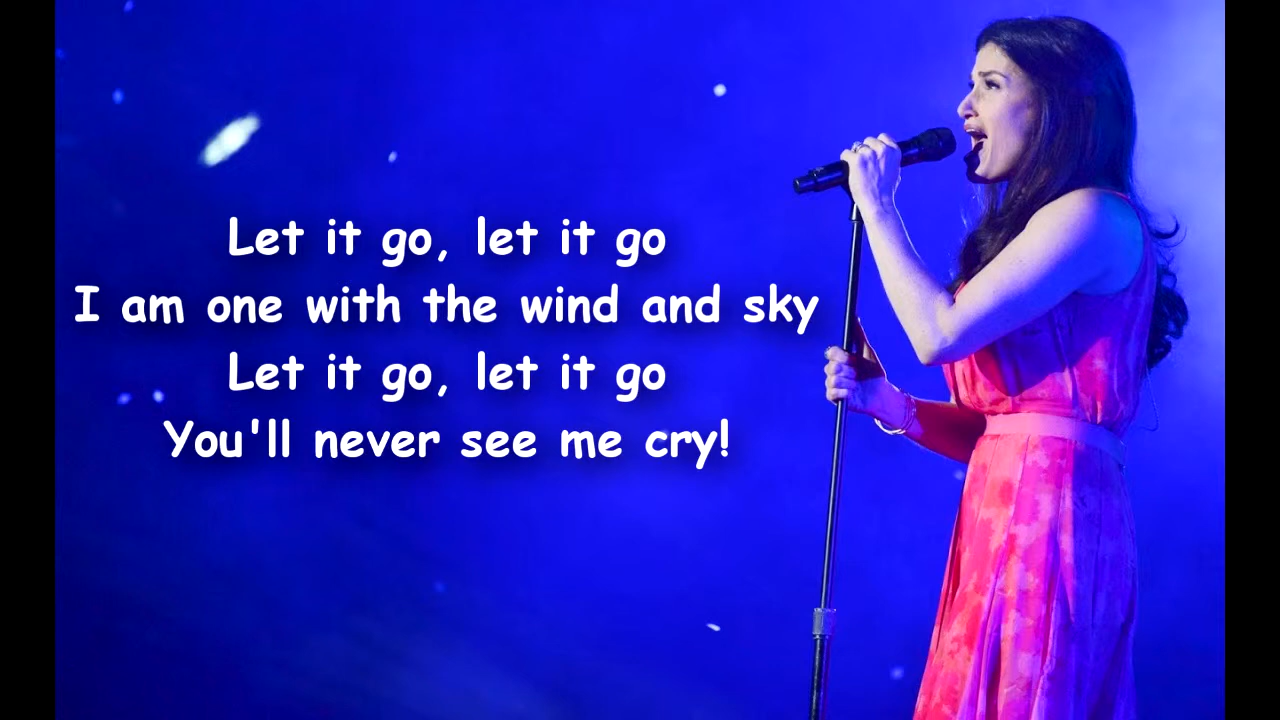 Let it go, let it go
I am one with the wind and sky
Let it go, let it go
You'll never see me cry!